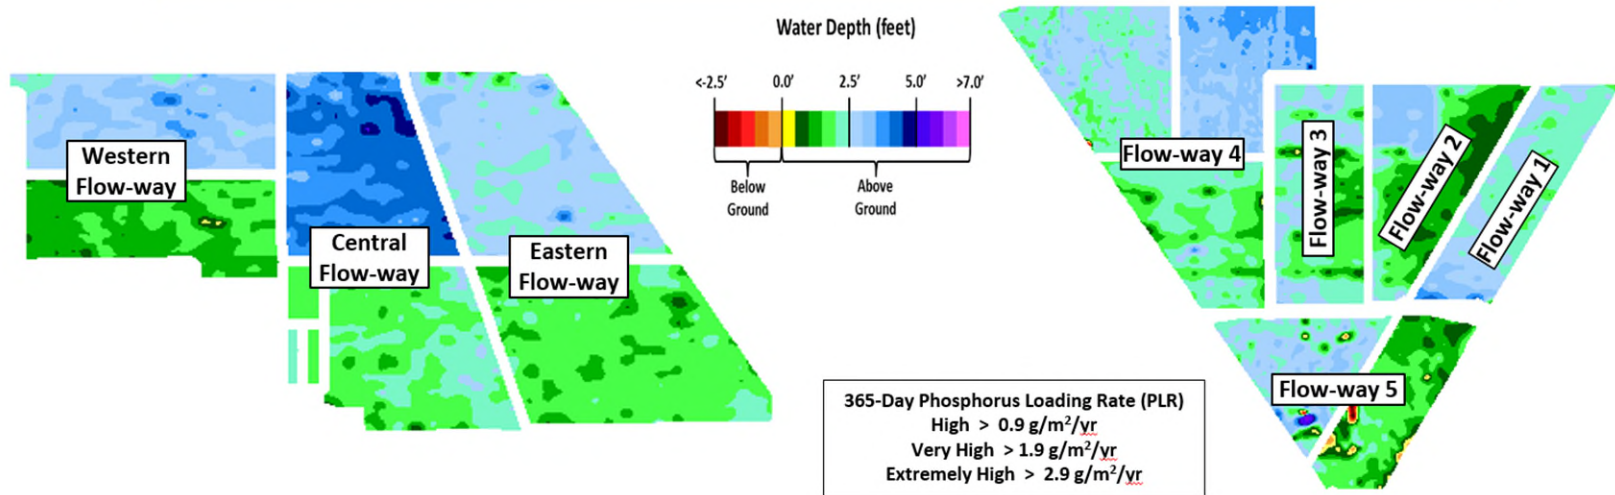 Water Depth (feet)
<-2.5' 0.0' 2.5' 5.0' >7.0'
Below
Ground
Above
Ground
Western
Flow-way
Central
Flow-way
Eastern
Flow-way
Flow-way 4
Flow-way 3
Flow-way 2
Flow-way 1
Flow-way 5
365-Day Phosphorus Loading Rate (PLR)
High > 0.9 g/m²/yr
Very High > 1.9 g/m²/yr
Extremely High > 2.9 g/m²/yr